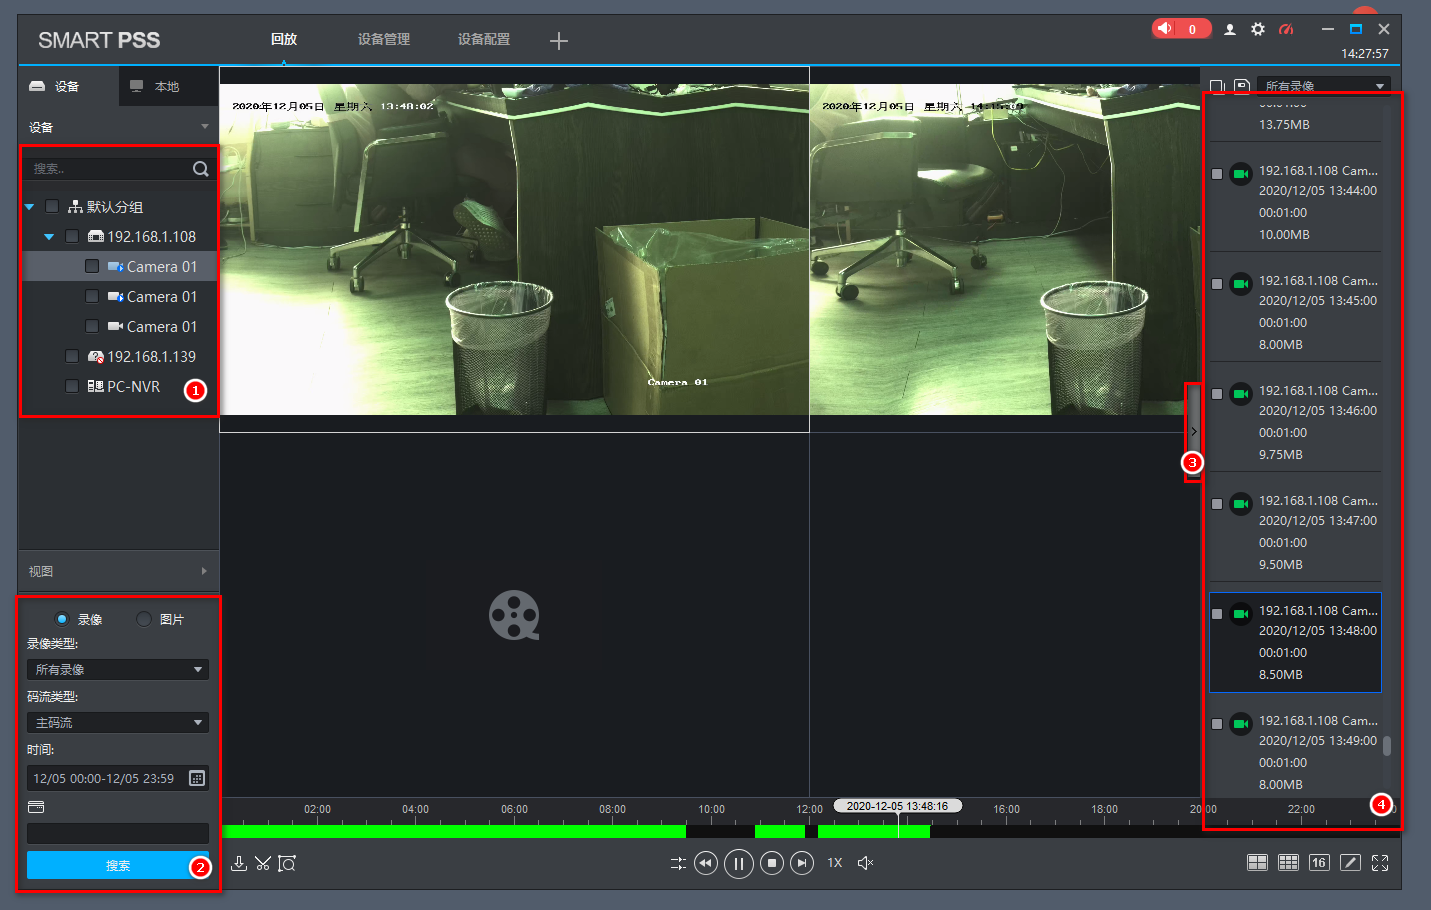 SMART PSS
回放
设备管理
设备配置
0
14:27:57
设备
本地
设备
搜索..
默认分组
192.168.1.108
Camera 01
Camera 01
Camera 01
192.168.1.139
PC-NVR
1
视图
录像
图片
录像类型:
所有录像
码流类型:
主码流
时间:
12/05 00:00-12/05 23:59
搜索
2
2020年12月05日 星期六 13:48:02
Camera 01
2020年12月05日 星期六
3
所有录像
00:01:00
13.75MB
192.168.1.108 Cam...
2020/12/05 13:44:00
00:01:00
10.00MB
192.168.1.108 Cam...
2020/12/05 13:45:00
00:01:00
8.00MB
192.168.1.108 Cam...
2020/12/05 13:46:00
00:01:00
9.75MB
192.168.1.108 Cam...
2020/12/05 13:47:00
00:01:00
9.50MB
192.168.1.108 Cam...
2020/12/05 13:48:00
00:01:00
8.50MB
192.168.1.108 Cam...
2020/12/05 13:49:00
00:01:00
8.00MB
4
02:00 04:00 06:00 08:00 10:00 12:00 2020-12-05 13:48:16 16:00 18:00 20:00 22:00
1X
16